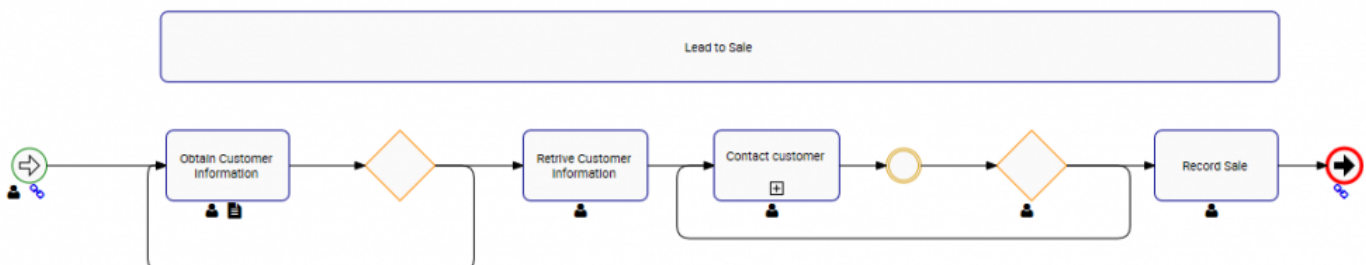 Lead to Sale
Obtain Customer
Information
Retrive Customer
Information
Contact customer
Record Sale